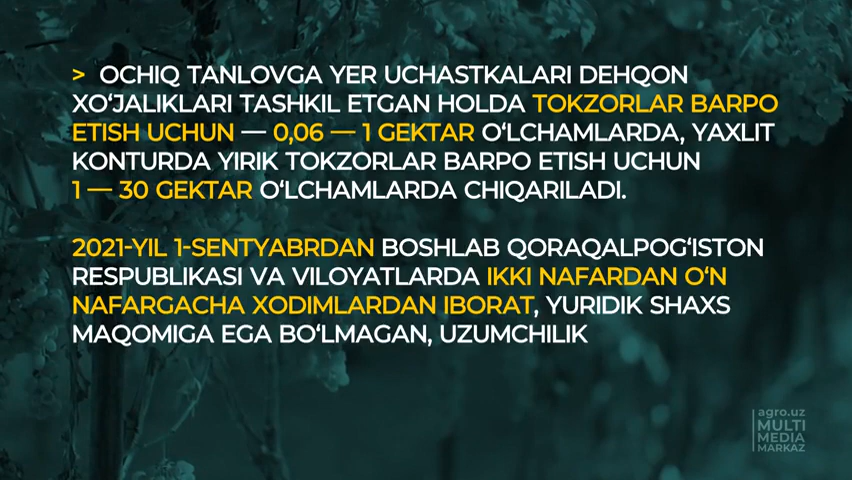 > OCHIQ TANLOVGA YER UCHASTKALARI DEHQON
XO‘JALIKLARI TASHKIL ETGAN HOLDA TOKZORLAR BARPO
ETISH UCHUN — 0,06 — 1 GEKTAR O‘LCHAMLARDA, YAXLIT
KONTURDA YIRIK TOKZORLAR BARPO ETISH UCHUN
1 — 30 GEKTAR O‘LCHAMLARDA CHIQARILADI.
2021-YIL 1-SENTYABRDAN BOSHLAB QORAQALPOG‘ISTON
RESPUBLIKASI VA VILOYATLARDA IKKI NAFARDAN O‘N
NAFARGACHA XODIMLARDAN IBORAT, YURIDIK SHAXS
MAQOMIGA EGA BO‘LMAGAN, UZUMCHILIK
agro.uz
MULTI
MEDIA
MARKAZ